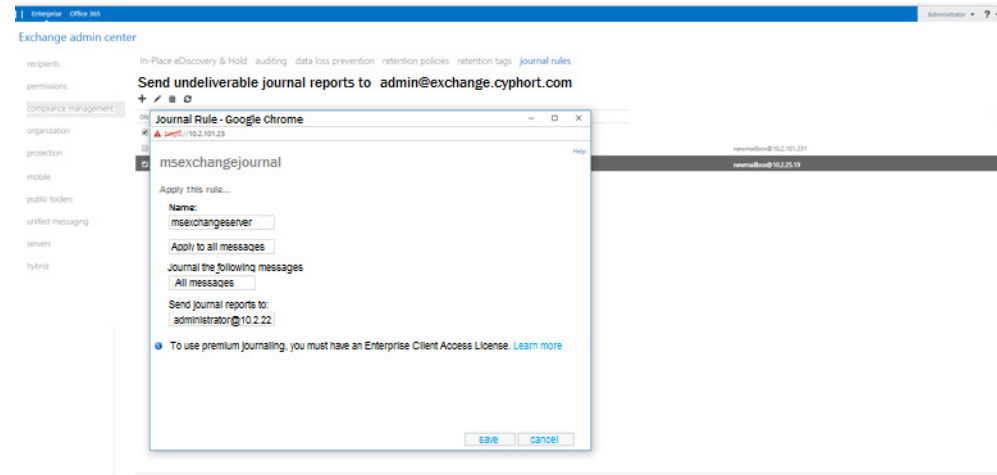 Enterprise Office 365
Administrator ?
Exchange admin center
recipients
permissions
compliance management
organization
protection
mobile
public folders
unified messaging
servers
hybrid
In-Place eDiscovery & Hold auditing data loss prevention retention policies retention tags journal rules
Send undeliverable journal reports to admin@exchange.cyphort.com
ON
newmailbox@10.2.101.231
newmailbox@10.2.25.19
Journal Rule - Google Chrome
https://10.2.101.23
Help
msexchangejournal
Apply this rule...
Name:
msexchangeserver
Apply to all messages
Journal the following messages
All messages
Send journal reports to:
administrator@10.2.22
To use premium journaling, you must have an Enterprise Client Access License. Learn more
save cancel